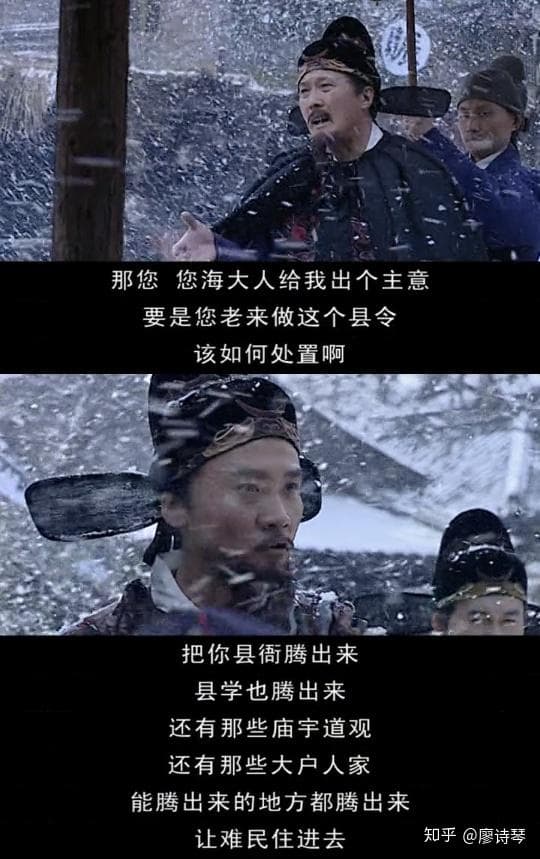 那您 您海大人给我出个主意
要是您老来做这个县令
该如何处置啊
把你县衙腾出来
县学也腾出来
还有那些庙宇道观
还有那些大户人家
能腾出来的地方都腾出来
让难民住进去
知乎 @廖诗琴